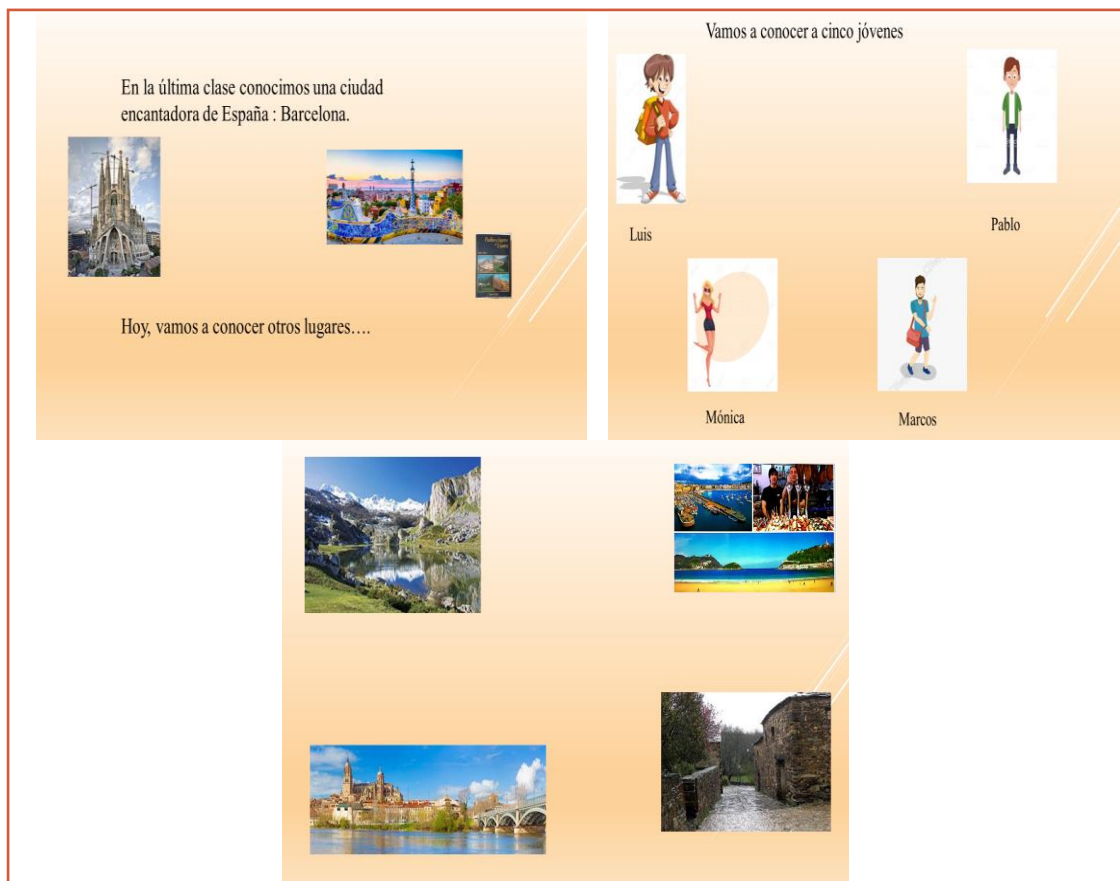 En la última clase conocimos una ciudad
encantadora de España : Barcelona.
Hoy, vamos a conocer otros lugares….
Vamos a conocer a cinco jóvenes
Luis
Pablo
Mónica
Marcos